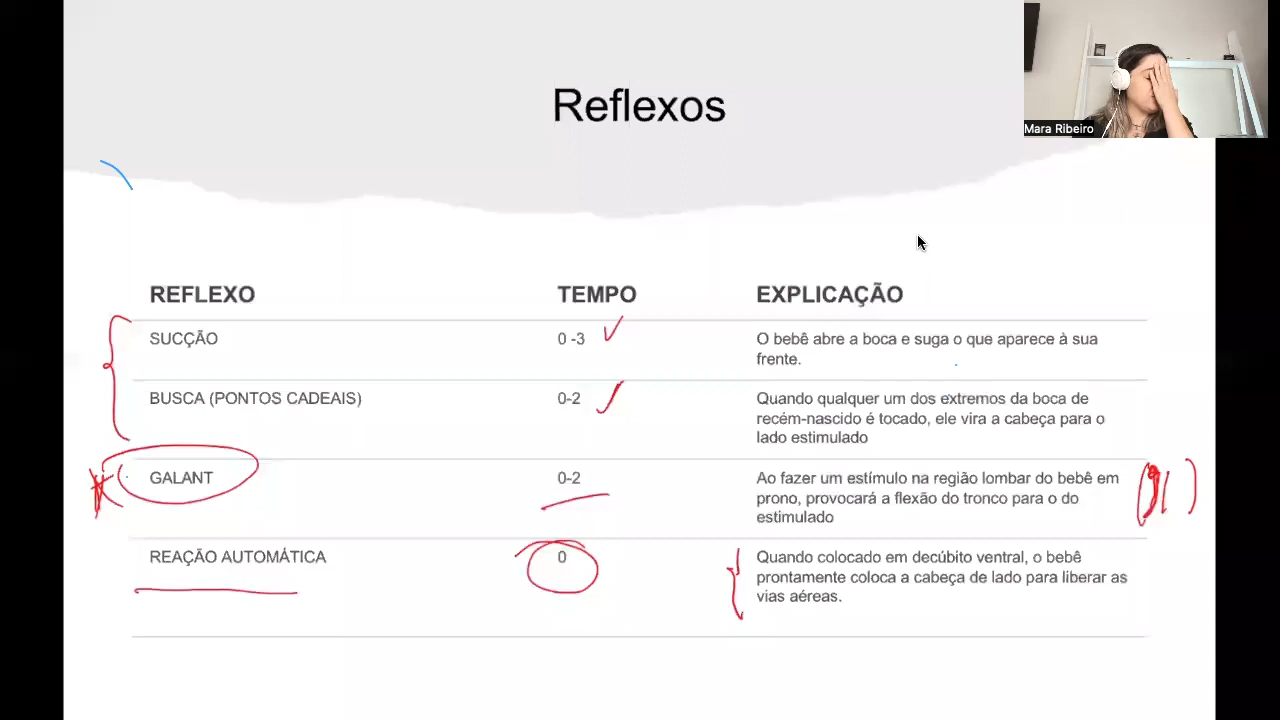 Reflexos
Mara Ribeiro
REFLEXO TEMPO EXPLICAÇÃO
SUCÇÃO 0 -3 O bebê abre a boca e suga o que aparece à sua
frente.
BUSCA (PONTOS CADEAIS) 0-2 Quando qualquer um dos extremos da boca de
recém-nascido é tocado, ele vira a cabeça para o
lado estimulado
GALANT 0-2 Ao fazer um estímulo na região lombar do bebê em
prono, provocará a flexão do tronco para o do
estimulado
REAÇÃO AUTOMÁTICA 0 Quando colocado em decúbito ventral, o bebê
prontamente coloca a cabeça de lado para liberar as
vias aéreas.